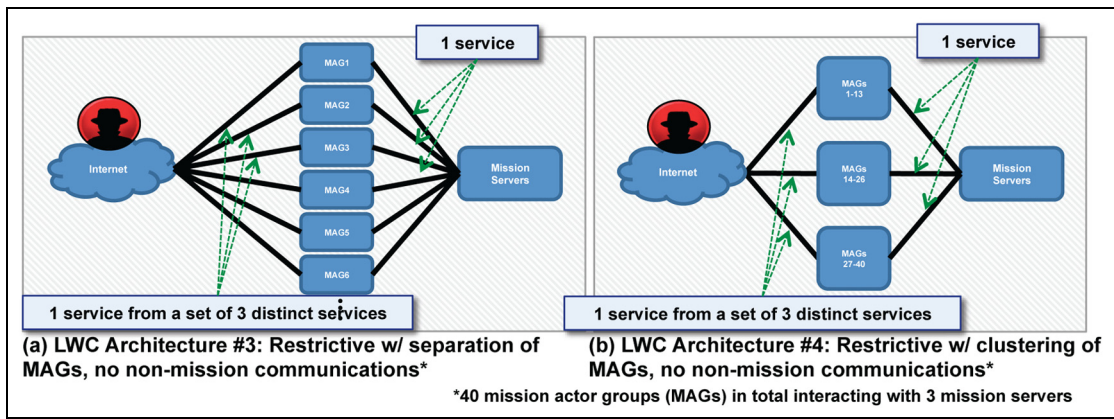 1 service
MAG1
MAG2
MAG3
MAG4
MAG5
MAG6
Internet
Mission
Servers
1 service from a set of 3 distinct services
(a) LWC Architecture #3: Restrictive w/ separation of
MAGs, no non-mission communications*
1 service
MAGs
1-13
MAGs
14-26
MAGs
27-40
Internet
Mission
Servers
1 service from a set of 3 distinct services
(b) LWC Architecture #4: Restrictive w/ clustering of
MAGs, no non-mission communications*
*40 mission actor groups (MAGs) in total interacting with 3 mission servers